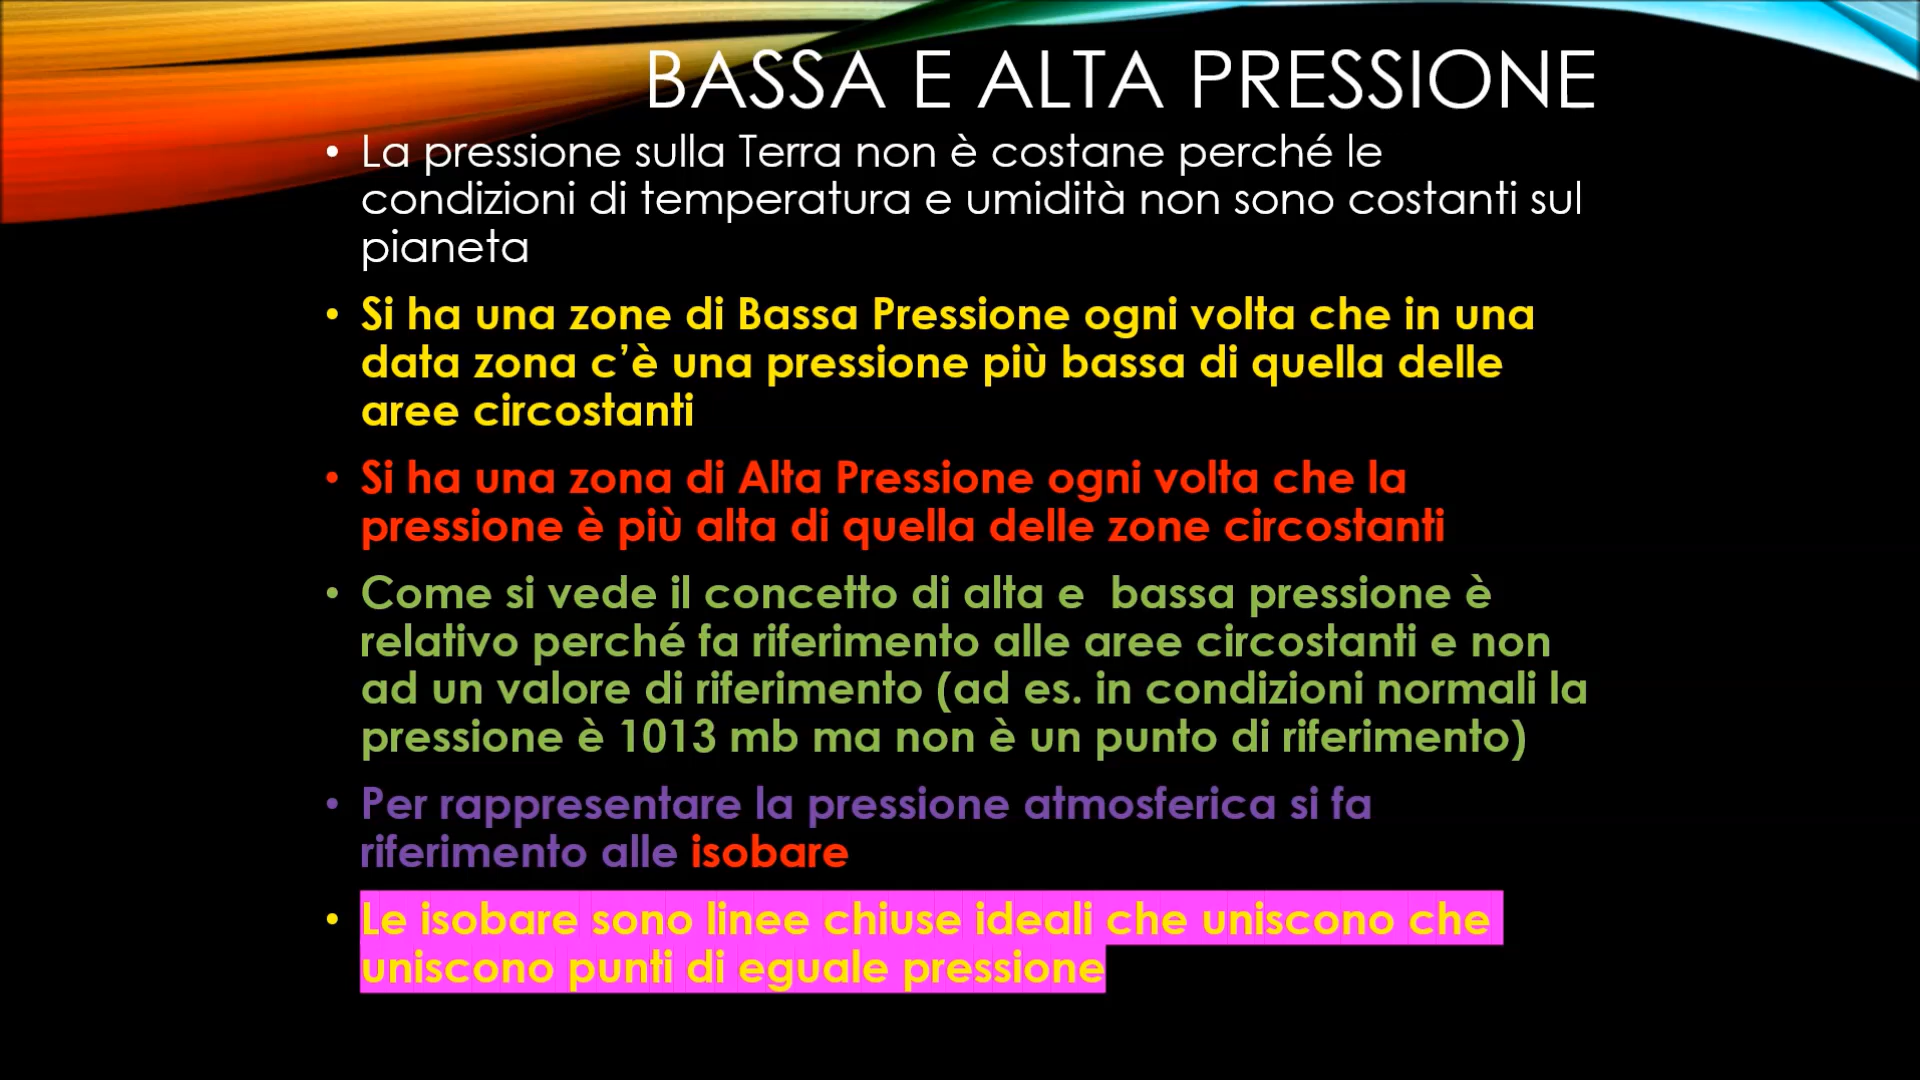 BASSA E ALTA PRESSIONE
• La pressione sulla Terra non è costane perché le
condizioni di temperatura e umidità non sono costanti sul
pianeta
• Si ha una zone di Bassa Pressione ogni volta che in una
data zona c’è una pressione più bassa di quella delle
aree circostanti
• Si ha una zona di Alta Pressione ogni volta che la
pressione è più alta di quella delle zone circostanti
• Come si vede il concetto di alta e  bassa pressione è
relativo perché fa riferimento alle aree circostanti e non
ad un valore di riferimento (ad es. in condizioni normali la
pressione è 1013 mb ma non è un punto di riferimento)
• Per rappresentare la pressione atmosferica si fa
riferimento alle isobare
• Le isobare sono linee chiuse ideali che uniscono che
uniscono punti di eguale pressione